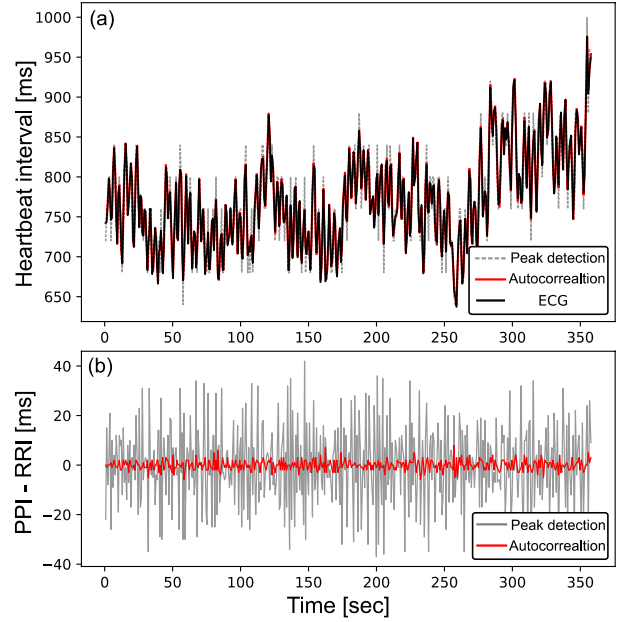 (a)
Heartbeat interval [ms]
1000
950
900
850
800
750
700
650
Peak detection
Autocorrealtion
ECG
0
50
100
150
200
250
300
350
(b)
PPI - RRI [ms]
40
20
0
−20
−40
Peak detection
Autocorrealtion
0
50
100
150
200
250
300
350
Time [sec]